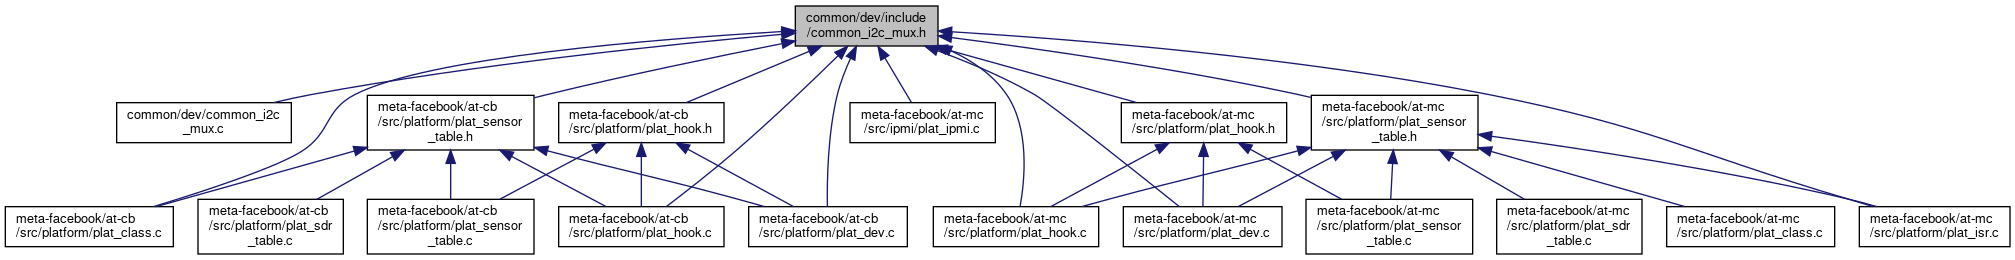 common/dev/include
/common_i2c_mux.h
common/dev/common_i2c
_mux.c
meta-facebook/at-cb
/src/platform/plat_sensor
_table.h
meta-facebook/at-cb
/src/platform/plat_hook.h
meta-facebook/at-mc
/src/ipmi/plat_ipmi.c
meta-facebook/at-mc
/src/platform/plat_hook.h
meta-facebook/at-mc
/src/platform/plat_sensor
_table.h
meta-facebook/at-cb
/src/platform/plat_class.c
meta-facebook/at-cb
/src/platform/plat_sdr
_table.c
meta-facebook/at-cb
/src/platform/plat_sensor
_table.c
meta-facebook/at-cb
/src/platform/plat_hook.c
meta-facebook/at-cb
/src/platform/plat_dev.c
meta-facebook/at-mc
/src/platform/plat_hook.c
meta-facebook/at-mc
/src/platform/plat_dev.c
meta-facebook/at-mc
/src/platform/plat_sensor
_table.c
meta-facebook/at-mc
/src/platform/plat_sdr
_table.c
meta-facebook/at-mc
/src/platform/plat_class.c
meta-facebook/at-mc
/src/platform/plat_isr.c